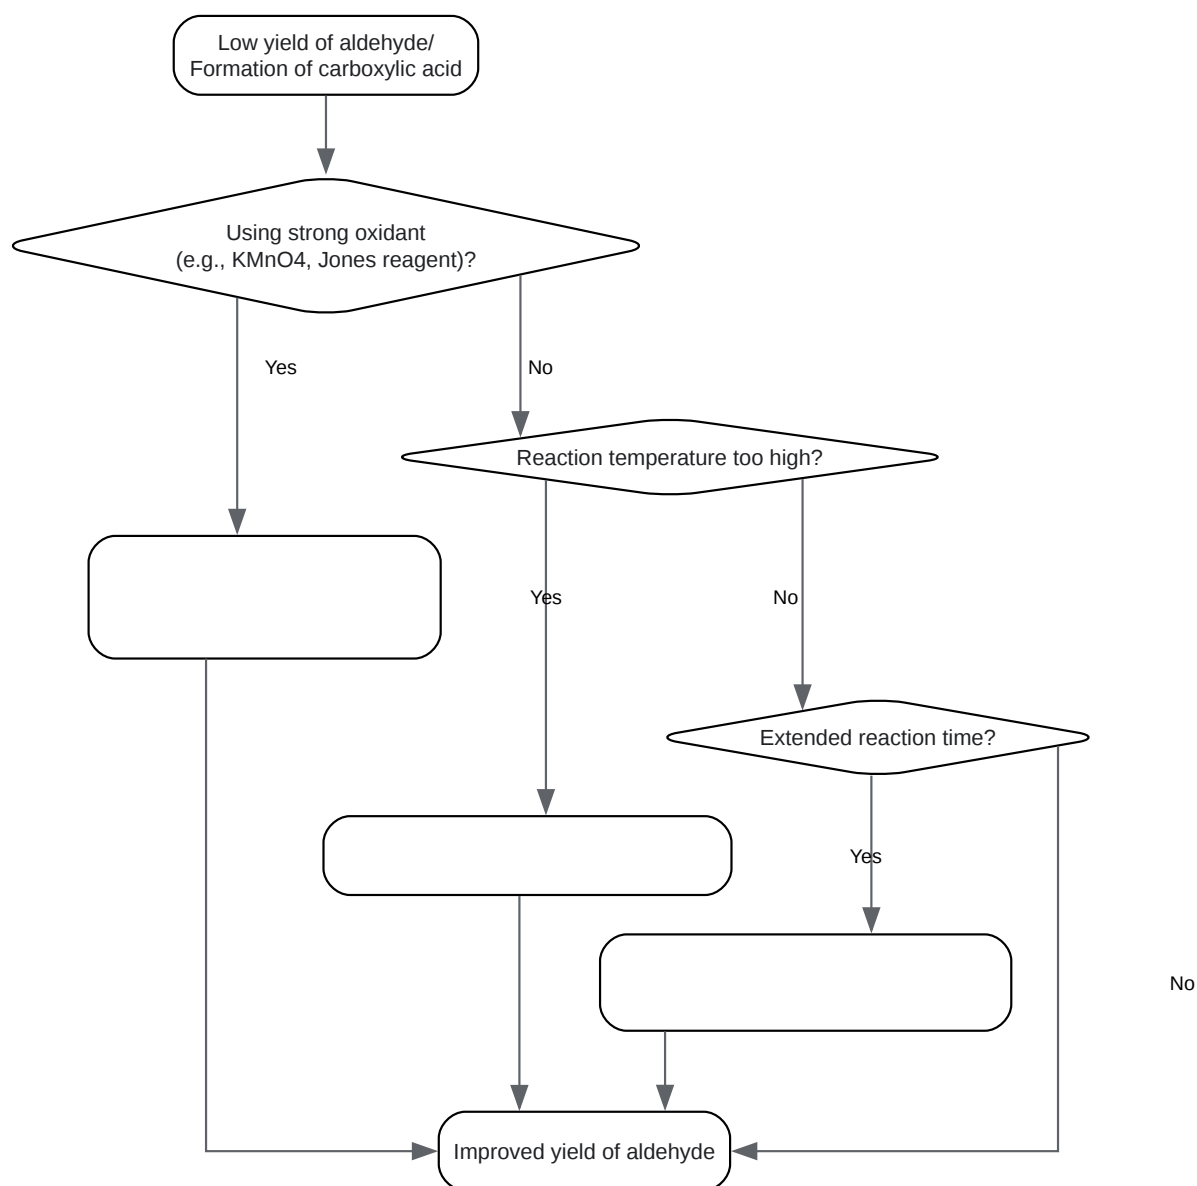 Low yield of aldehyde/
Formation of carboxylic acid
Using strong oxidant
(e.g., KMnO4, Jones reagent)?
Yes
No
Reaction temperature too high?
Yes
No
Extended reaction time?
Yes
No
Improved yield of aldehyde